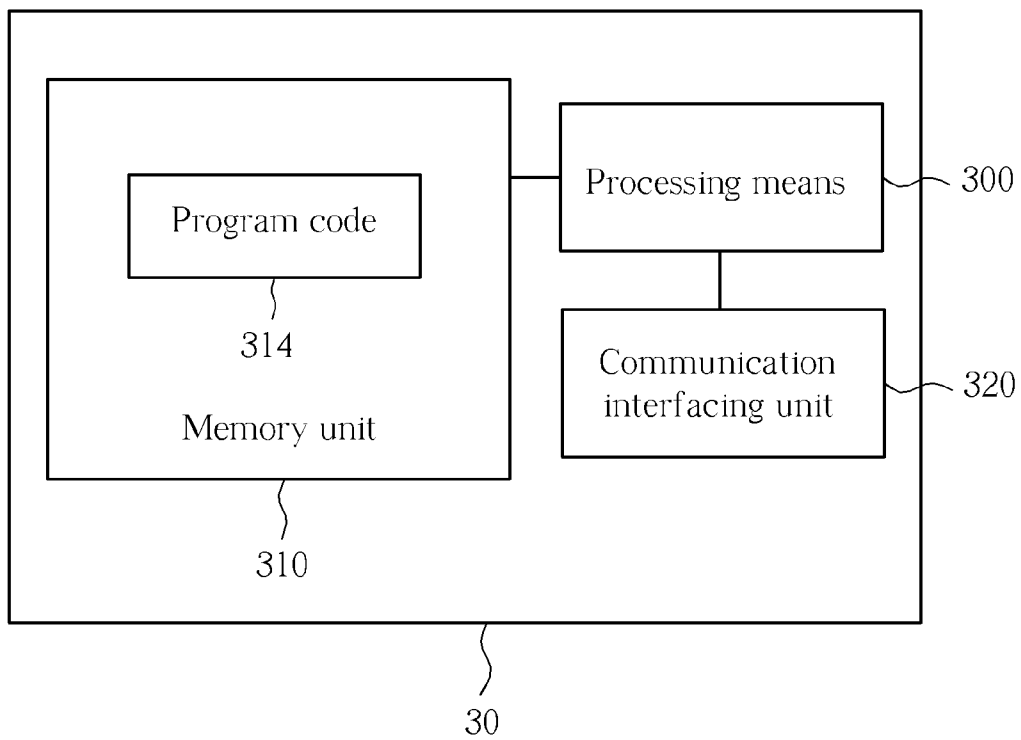 Processing means
300
Program code
314
Communication
interfacing unit
320
Memory unit
310
30